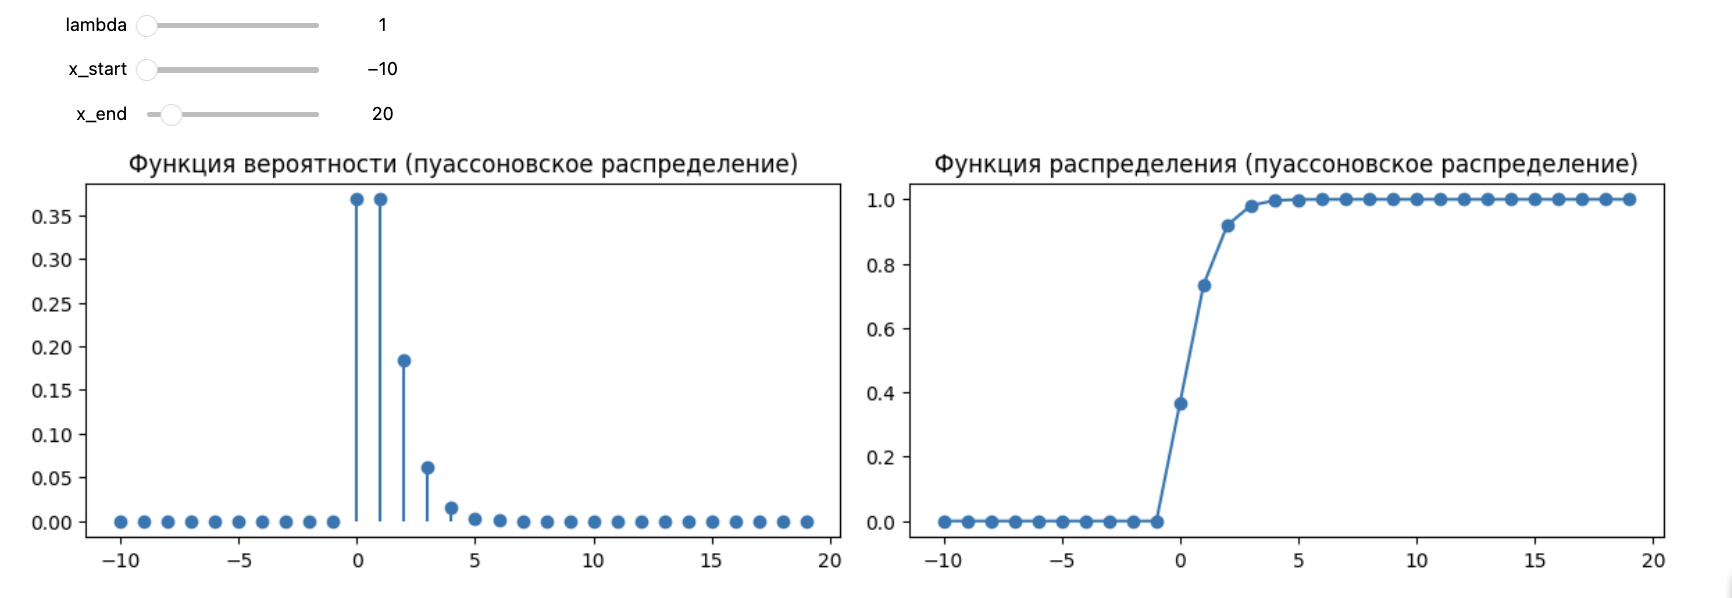 lambda 1
x_start –10
x_end 20
Функция вероятности (пуассоновское распределение)
0.35
0.30
0.25
0.20
0.15
0.10
0.05
0.00
−10 −5 0 5 10 15 20
Функция распределения (пуассоновское распределение)
1.0
0.8
0.6
0.4
0.2
0.0
−10 −5 0 5 10 15 20